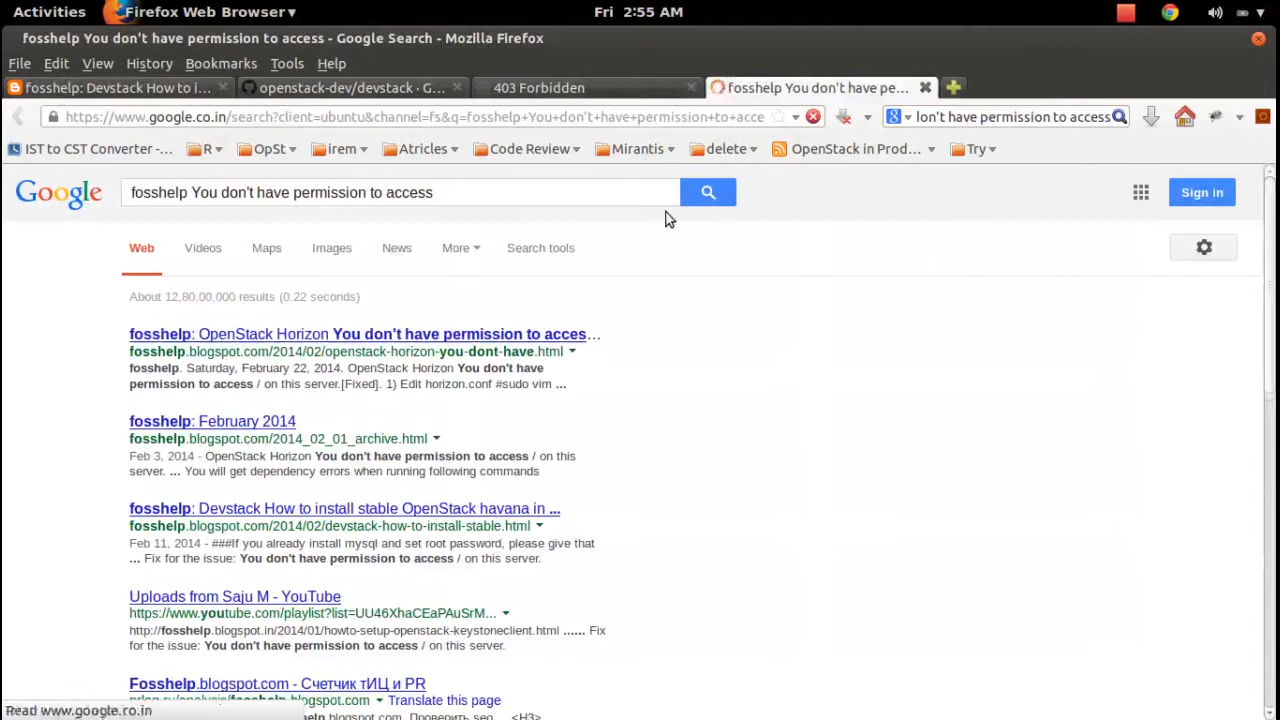 Activities Firefox Web Browser ▾ Fri 2:55 AM
fosshelp You don't have permission to access - Google Search - Mozilla Firefox
File Edit View History Bookmarks Tools Help
fosshelp: Devstack How to i... openstack-dev/devstack · G... 403 Forbidden fosshelp You don't have pe...
https://www.google.co.in/search?client=ubuntu&channel=fs&q=fosshelp+You+don't+have+permission+to+acce lon't have permission to access
IST to CST Converter -... R OpSt irem Atricles Code Review Mirantis delete OpenStack in Prod... Try
Google fosshelp You don't have permission to access Sign in
Web Videos Maps Images News More Search tools
About 12,80,00,000 results (0.22 seconds)
fosshelp: OpenStack Horizon You don't have permission to acces...
fosshelp.blogspot.com/2014/02/openstack-horizon-you-dont-have.html
fosshelp. Saturday, February 22, 2014. OpenStack Horizon You don't have
permission to access / on this server.[Fixed]. 1) Edit horizon.conf #sudo vim ...
fosshelp: February 2014
fosshelp.blogspot.com/2014_02_01_archive.html
Feb 3, 2014 - OpenStack Horizon You don't have permission to access / on this
server. ... You will get dependency errors when running following commands
fosshelp: Devstack How to install stable OpenStack havana in ...
fosshelp.blogspot.com/2014/02/devstack-how-to-install-stable.html
Feb 11, 2014 - ###If you already install mysql and set root password, please give that
... Fix for the issue: You don't have permission to access / on this server.
Uploads from Saju M - YouTube
https://www.youtube.com/playlist?list=UU46XhaCEaPAuSrM...
http://fosshelp.blogspot.in/2014/01/howto-setup-openstack-keystoneclient.html ...... Fix
for the issue: You don't have permission to access / on this server.
Fosshelp.blogspot.com - Счетчик тИЦ и PR
prlog.ru/analysis/fosshelp.blogspot.com Translate this page
Read www.google.co.in
help.blogspot.com. Проверить seo ... <H3>